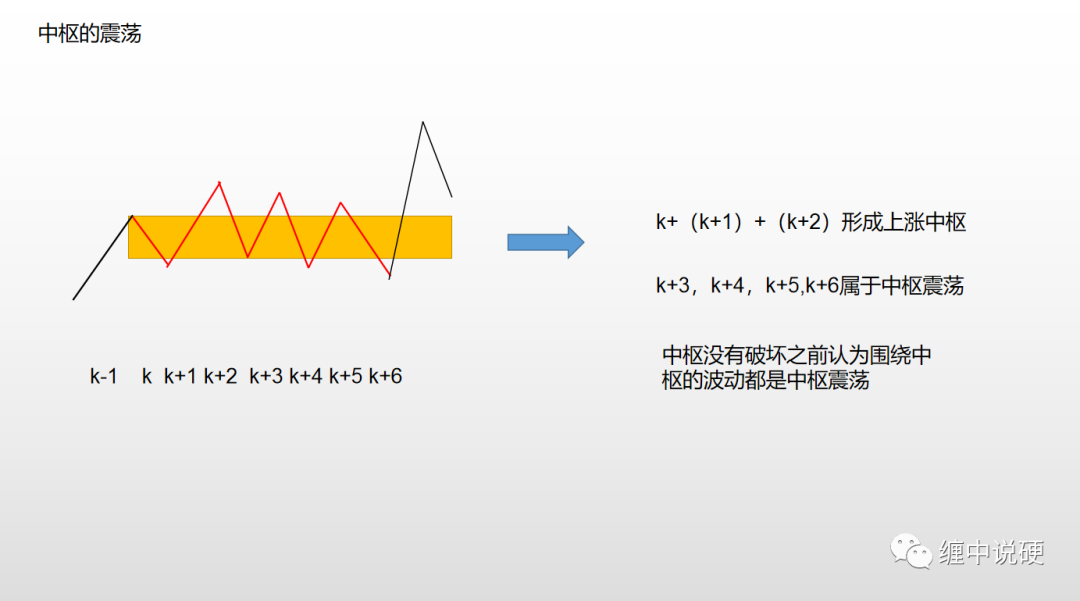 中枢的震荡
k+（k+1）+（k+2）形成上涨中枢
k+3，k+4，k+5,k+6属于中枢震荡
中枢没有破坏之前认为围绕中
枢的波动都是中枢震荡
k-1 k k+1 k+2 k+3 k+4 k+5 k+6
缠中说硬